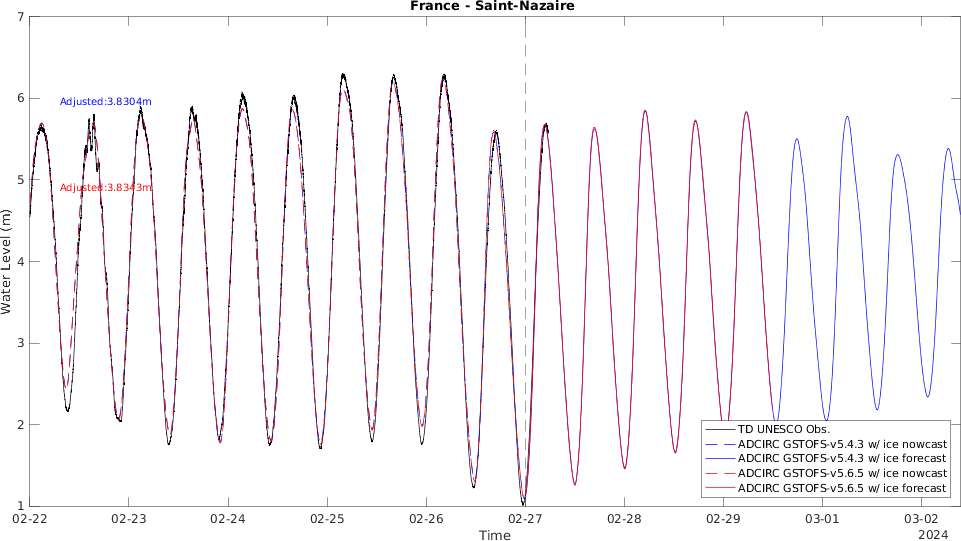 France - Saint-Nazaire
7
6
5
4
3
2
1
Water Level (m)
Adjusted:3.8304m
Adjusted:3.8343m
TD UNESCO Obs.
ADCIRC GSTOFS-v5.4.3 w/ ice nowcast
ADCIRC GSTOFS-v5.4.3 w/ ice forecast
ADCIRC GSTOFS-v5.6.5 w/ ice nowcast
ADCIRC GSTOFS-v5.6.5 w/ ice forecast
02-22 02-23 02-24 02-25 02-26 02-27 02-28 02-29 03-01 03-02
Time
2024